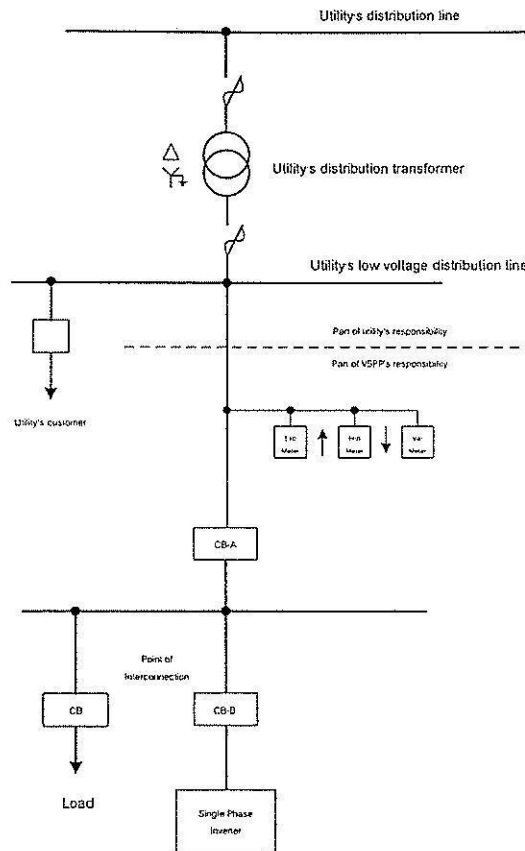 Utility's distribution line
Utility's distribution transformer
Utility's low voltage distribution line
Part of utility's responsibility
Part of VSPP's responsibility
Utility's customer
Meter
Meter
Meter
CB-A
Point of
Interconnection
CB
CB-B
Load
Single Phase
Inverter